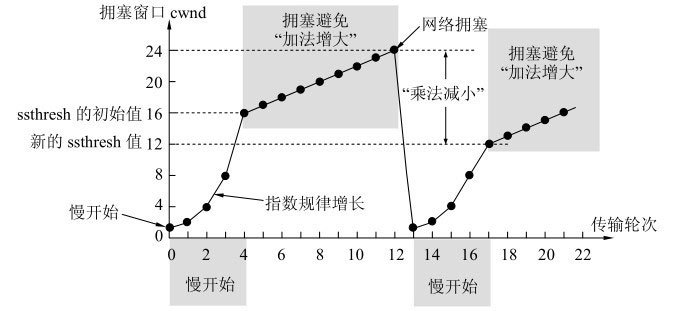 拥塞窗口 cwnd
拥塞避免
“加法增大”
网络拥塞
拥塞避免
“加法增大”
24
20
“乘法减小”
ssthresh 的初始值 16
新的 ssthresh 值 12
8
指数规律增长
慢开始
4
0
传输轮次
0 2 4 6 8 10 12 14 16 18 20 22
慢开始
慢开始